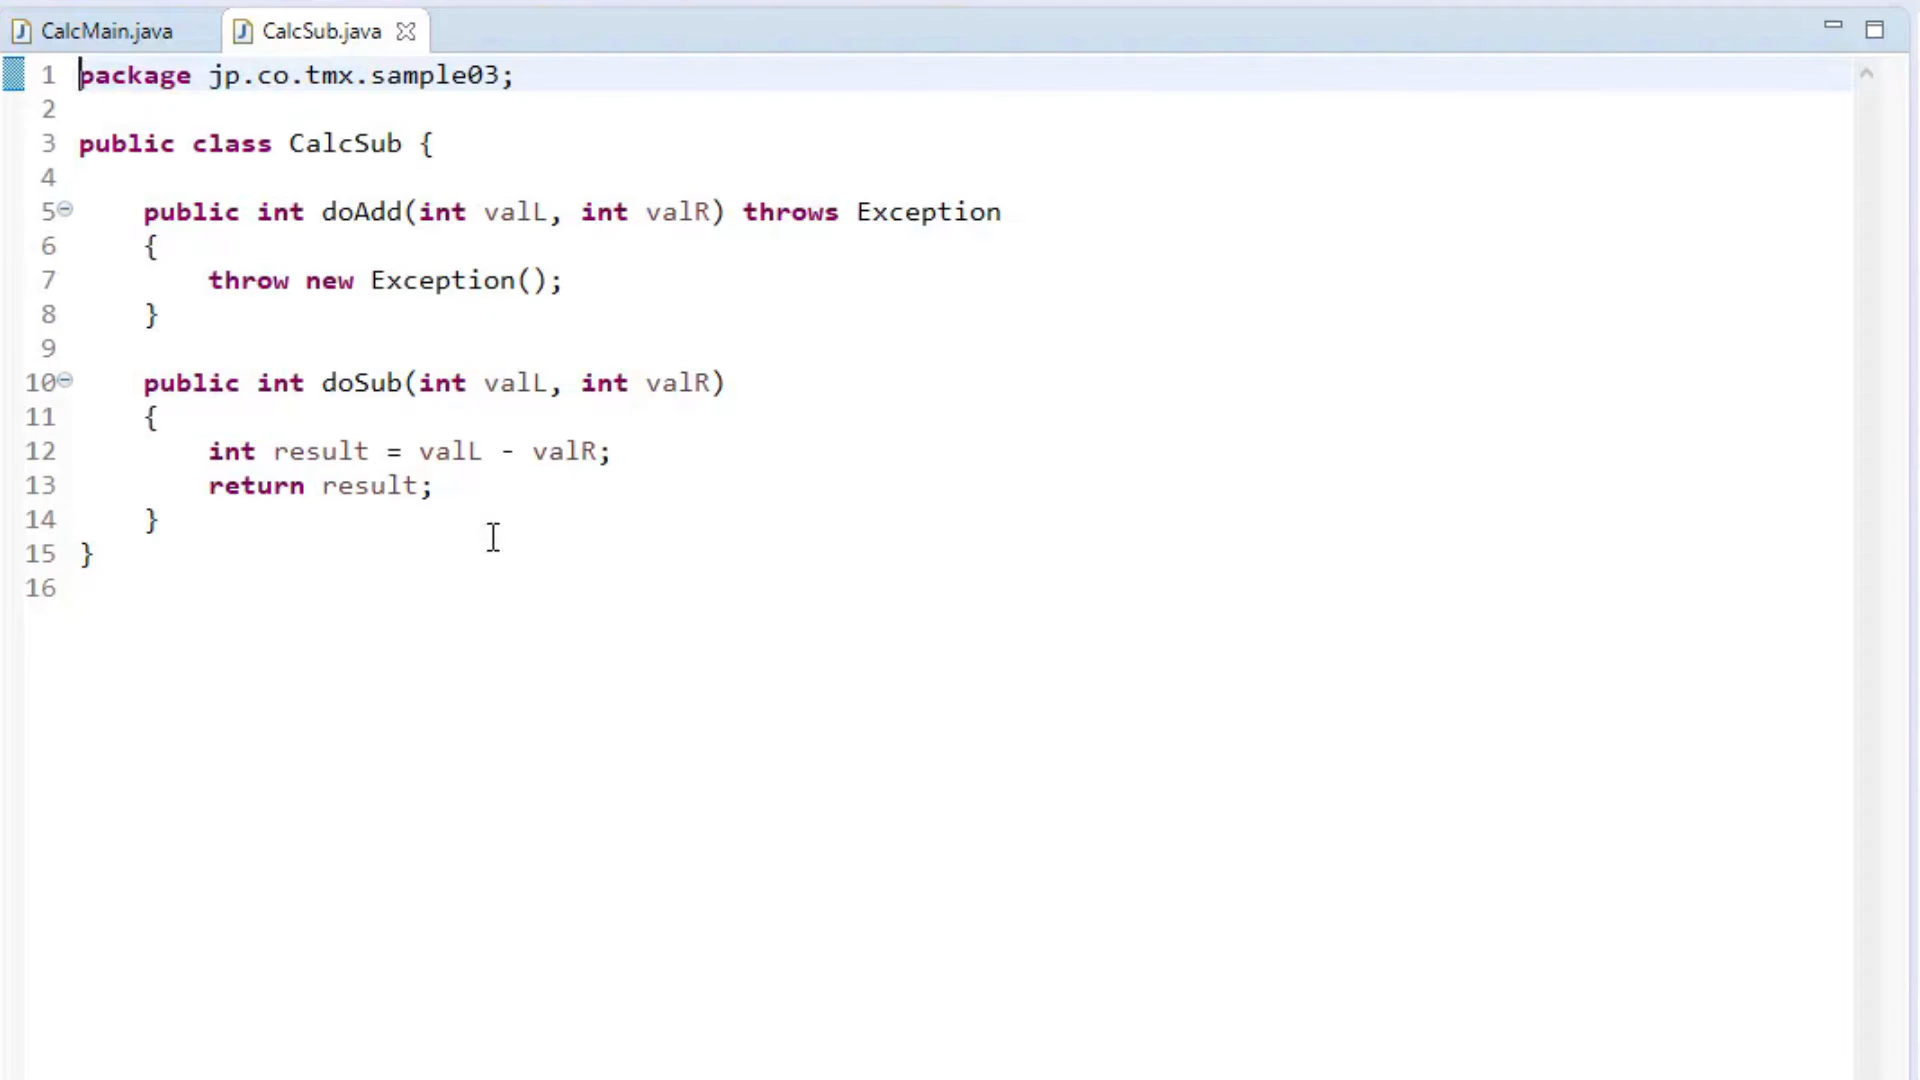 CalcMain.java CalcSub.java
1 package jp.co.tmx.sample03;
2
3 public class CalcSub {
4
5 public int doAdd(int valL, int valR) throws Exception
6 {
7 throw new Exception();
8 }
9
10 public int doSub(int valL, int valR)
11 {
12 int result = valL - valR;
13 return result;
14 }
15 }
16